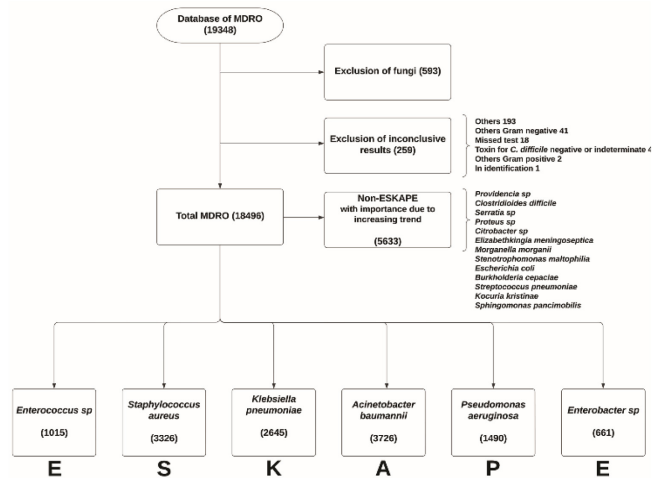 Database of MDRO
(19348)
Exclusion of fungi (593)
Exclusion of inconclusive
results (259)
Others 193
Others Gram negative 41
Missed test 18
Toxin for C. difficile negative or indeterminate 4
Others Gram positive 2
In identification 1
Total MDRO (18496)
Non-ESKAPE
with importance due to
increasing trend
(5633)
Providencia sp
Clostridioides difficile
Serratia sp
Proteus sp
Citrobacter sp
Elizabethkingia meningoseptica
Morganella morganii
Stenotrophomonas maltophilia
Escherichia coli
Burkholderia cepaciae
Streptococcus pneumoniae
Kocuria kristinae
Sphingomonas pancimobilis
Enterococcus sp
(1015)
E
Staphylococcus
aureus
(3326)
S
Klebsiella
pneumoniae
(2645)
K
Acinetobacter
baumannii
(3726)
A
Pseudomonas
aeruginosa
(1490)
P
Enterobacter sp
(661)
E